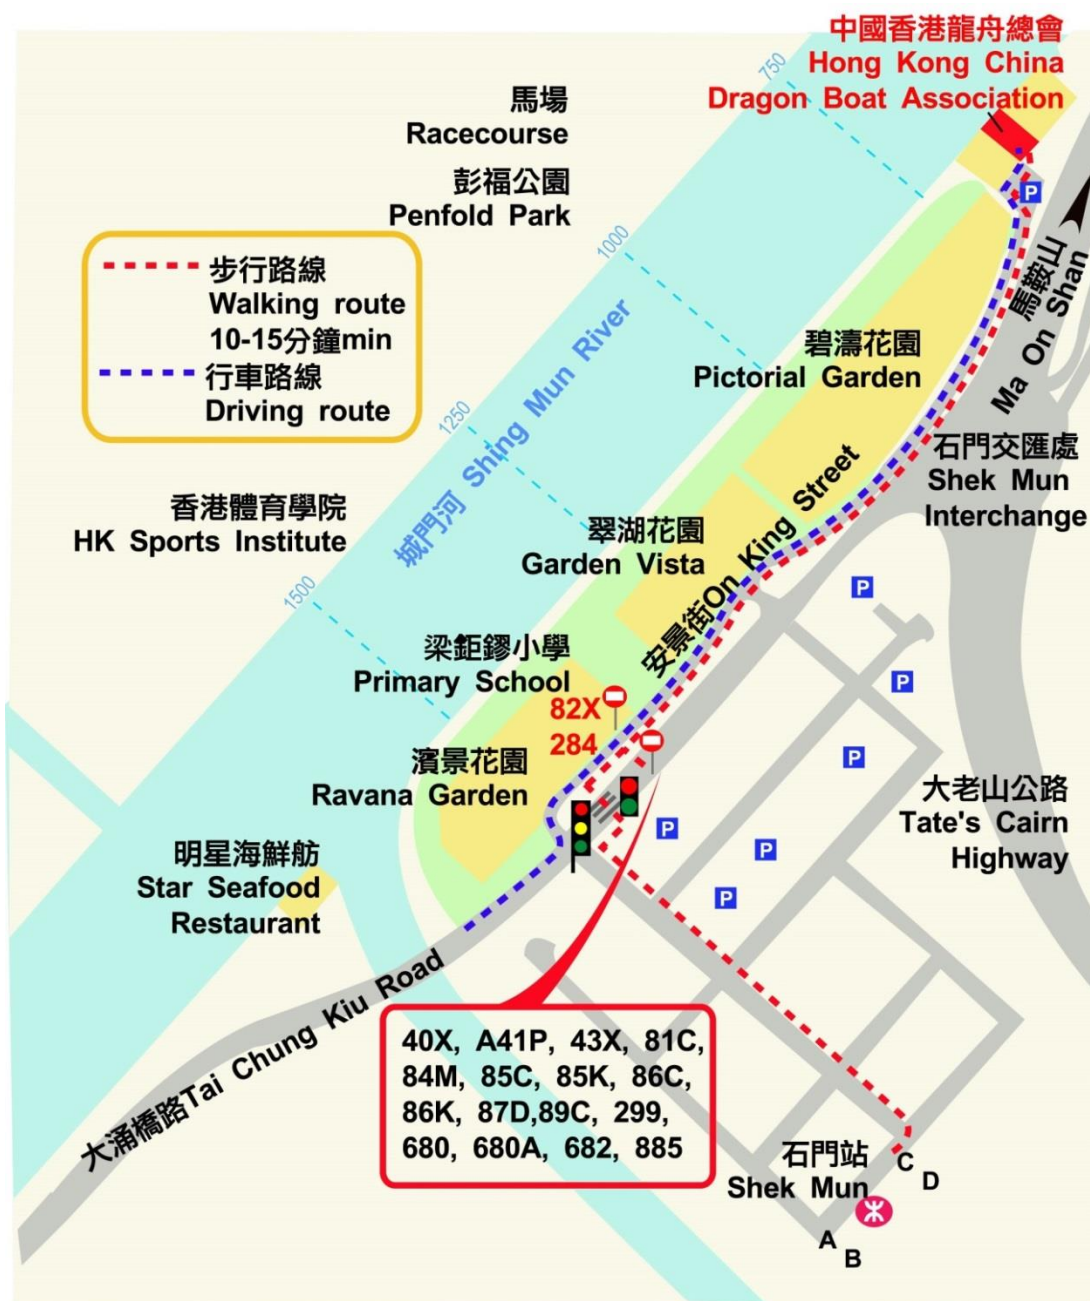 中國香港龍舟總會
Hong Kong China
Dragon Boat Association
750
馬場
Racecourse
彭福公園
Penfold Park
P
1000
步行路線
Walking route
10-15分鐘min
行車路線
Driving route
馬鞍山
Ma On Shan
碧濤花園
Pictorial Garden
1250
城門河 Shing Mun River
石門交匯處
Shek Mun
Interchange
香港體育學院
HK Sports Institute
翠湖花園
Garden Vista
安景街On King Street
1500
P
梁鉅鏐小學
Primary School
P
82X
284
濱景花園
Ravana Garden
P
大老山公路
Tate's Cairn
Highway
P
P
明星海鮮舫
Star Seafood
Restaurant
P
大涌橋路Tai Chung Kiu Road
40X, A41P, 43X, 81C,
84M, 85C, 85K, 86C,
86K, 87D,89C, 299,
680, 680A, 682, 885
石門站
Shek Mun
C
D
A
B